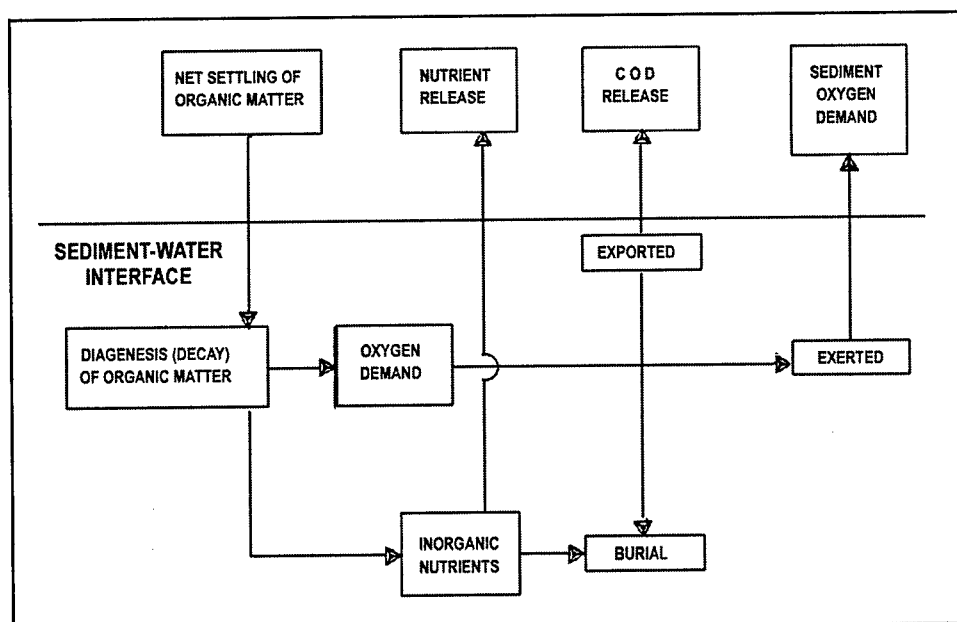 NET SETTLING OF
ORGANIC MATTER
NUTRIENT
RELEASE
C O D
RELEASE
SEDIMENT
OXYGEN
DEMAND
SEDIMENT-WATER
INTERFACE
EXPORTED
DIAGENESIS (DECAY)
OF ORGANIC MATTER
OXYGEN
DEMAND
EXERTED
INORGANIC
NUTRIENTS
BURIAL